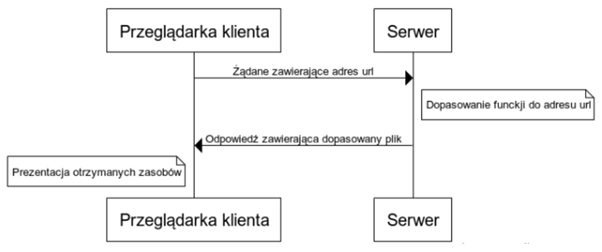 Przeglądarka klienta
Serwer
Żądane zawierające adres url
Dopasowanie funckji do adresu url
Odpowiedź zawierająca dopasowany plik
Prezentacja otrzymanych zasobów
Przeglądarka klienta
Serwer